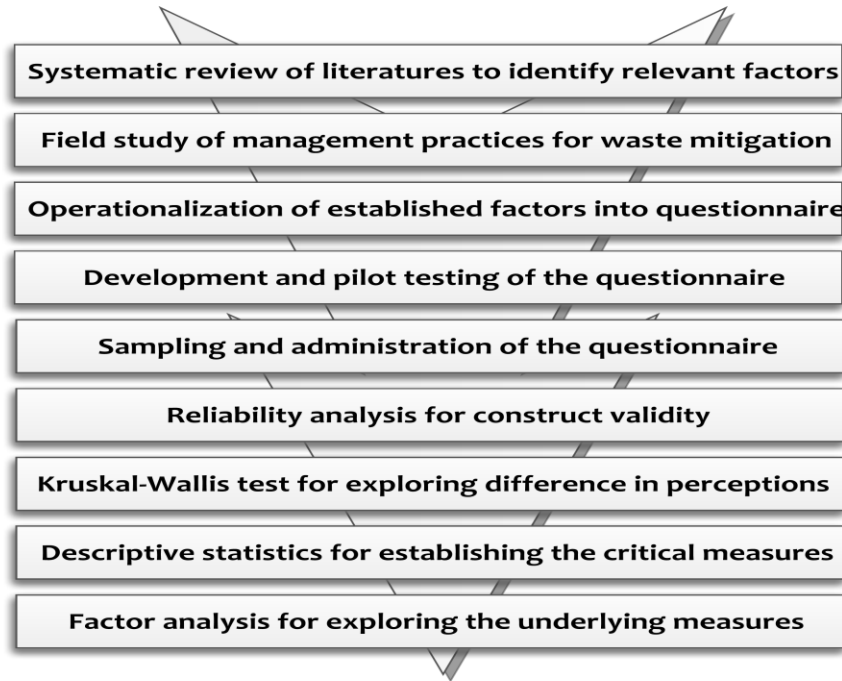 Systematic review of literatures to identify relevant factors
Field study of management practices for waste mitigation
Operationalization of established factors into questionnaire
Development and pilot testing of the questionnaire
Sampling and administration of the questionnaire
Reliability analysis for construct validity
Kruskal-Wallis test for exploring difference in perceptions
Descriptive statistics for establishing the critical measures
Factor analysis for exploring the underlying measures